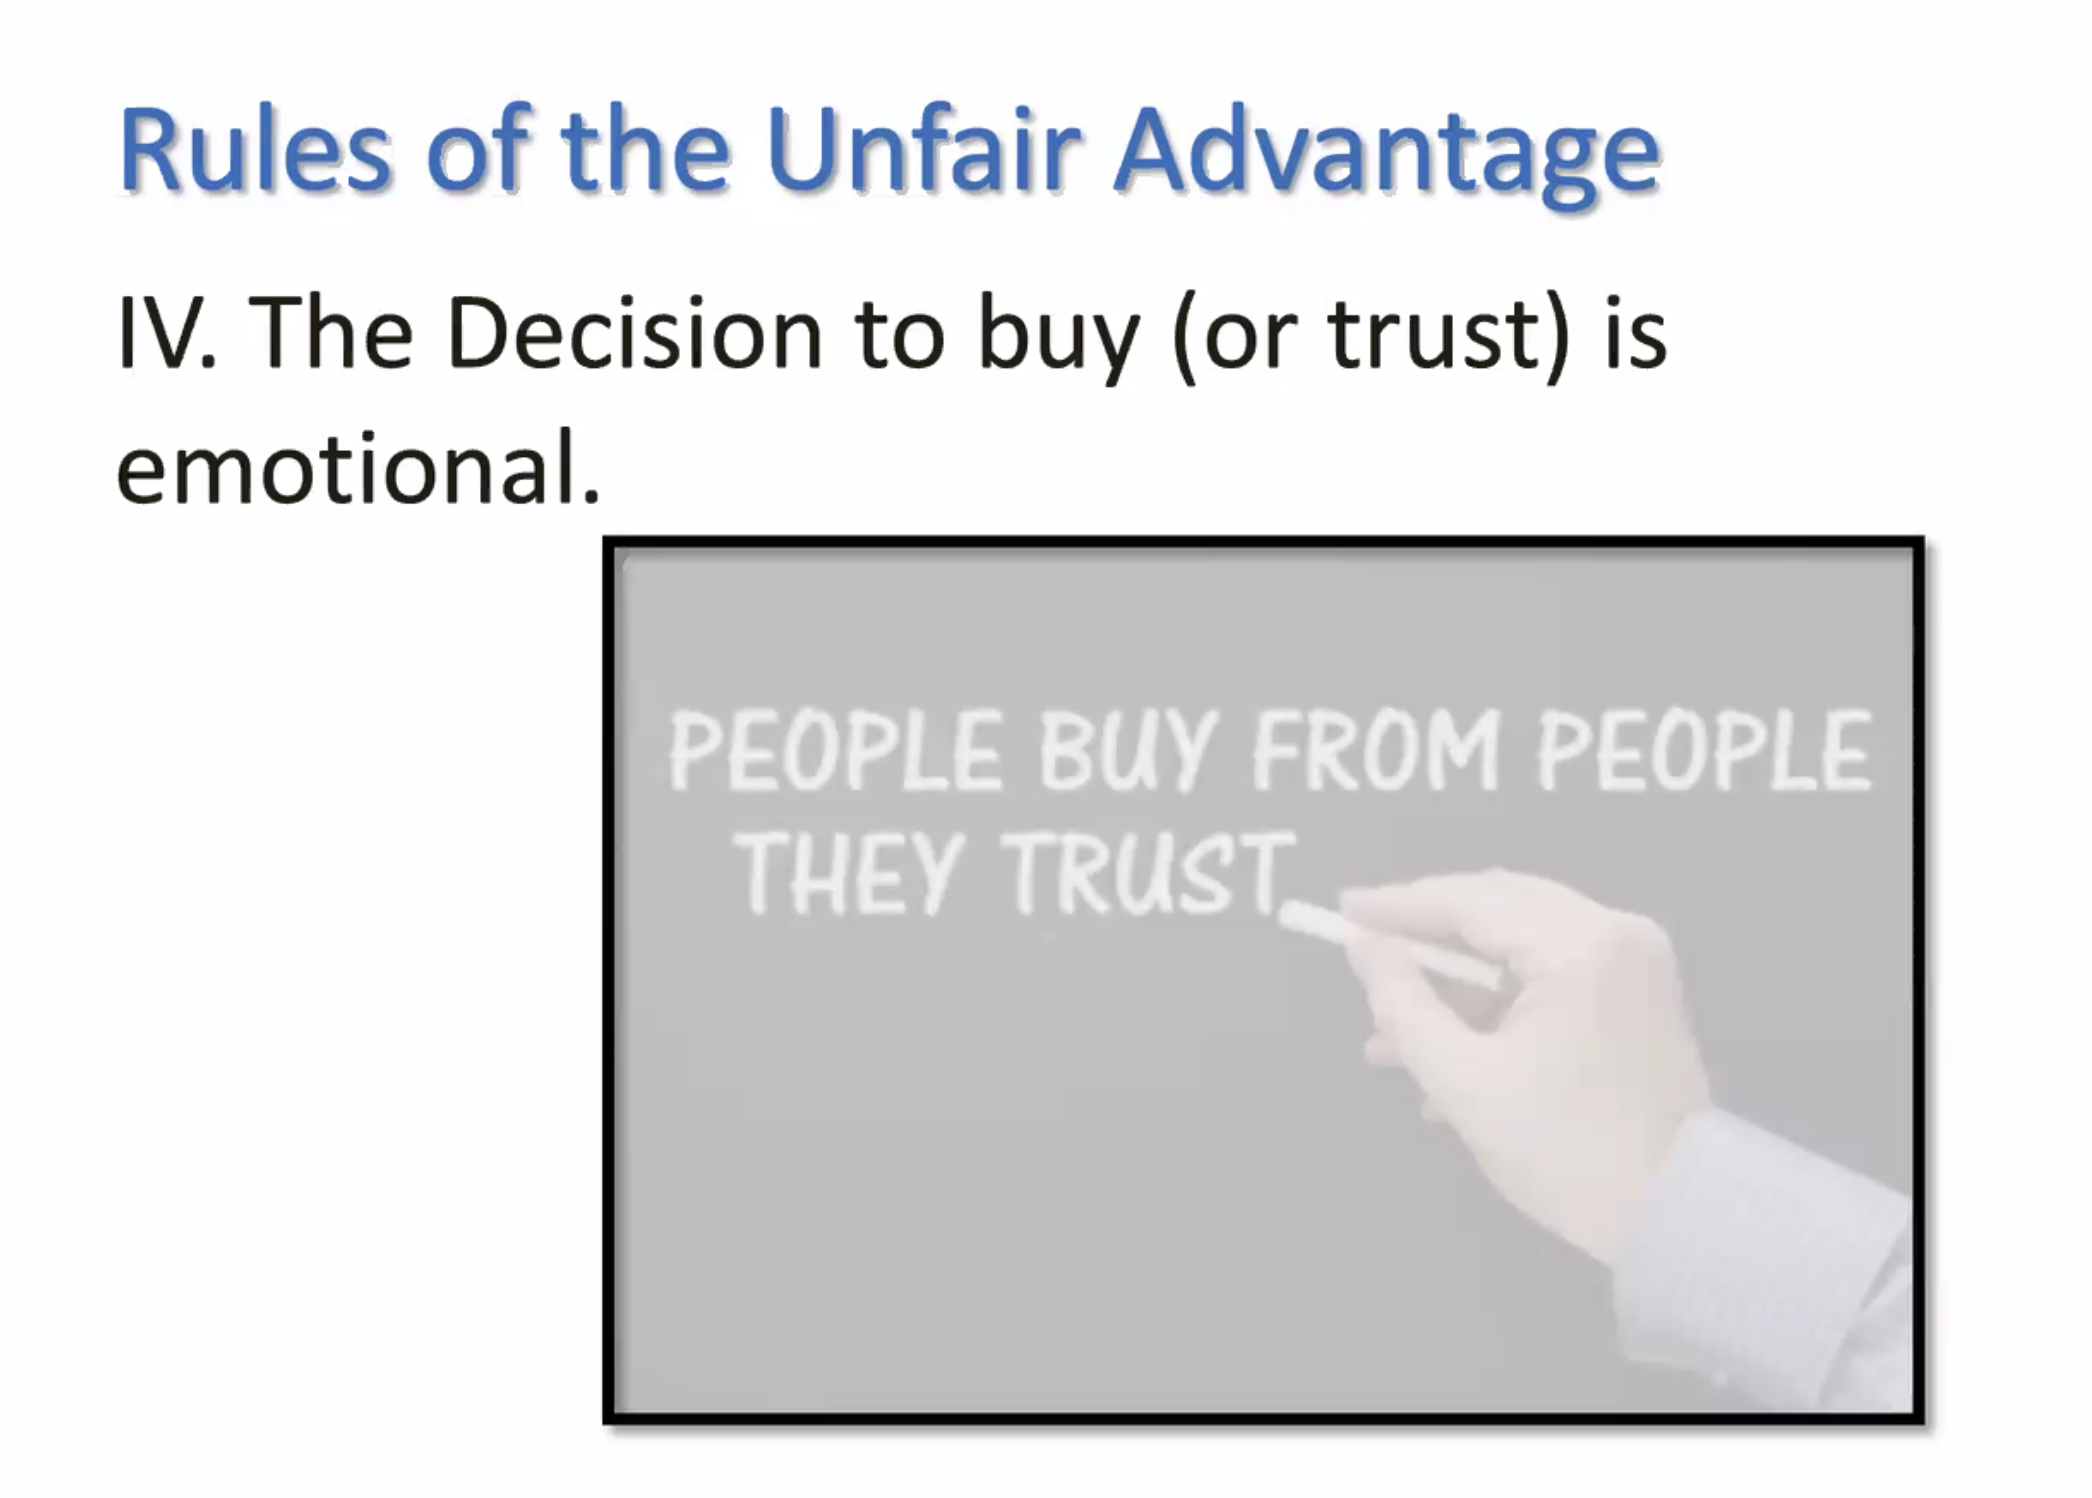 Rules of the Unfair Advantage
IV. The Decision to buy (or trust) is
emotional.
PEOPLE BUY FROM PEOPLE
THEY TRUST